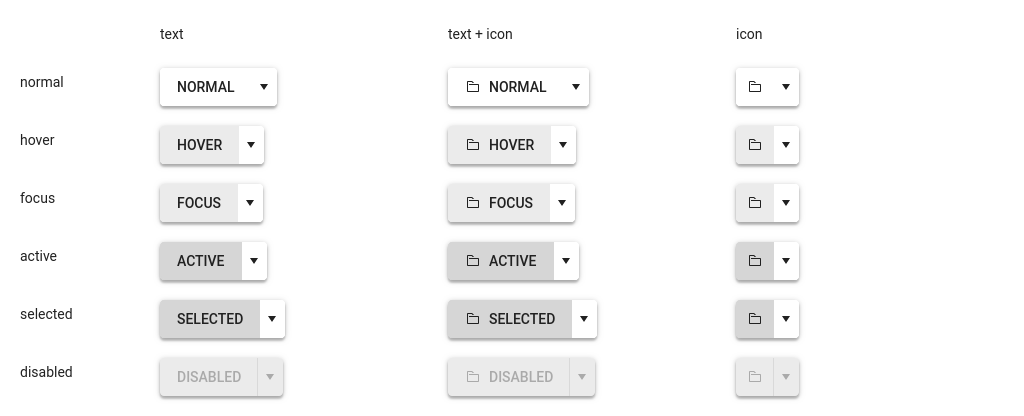 text text + icon icon
normal NORMAL NORMAL
hover HOVER HOVER
focus FOCUS FOCUS
active ACTIVE ACTIVE
selected SELECTED SELECTED
disabled DISABLED DISABLED